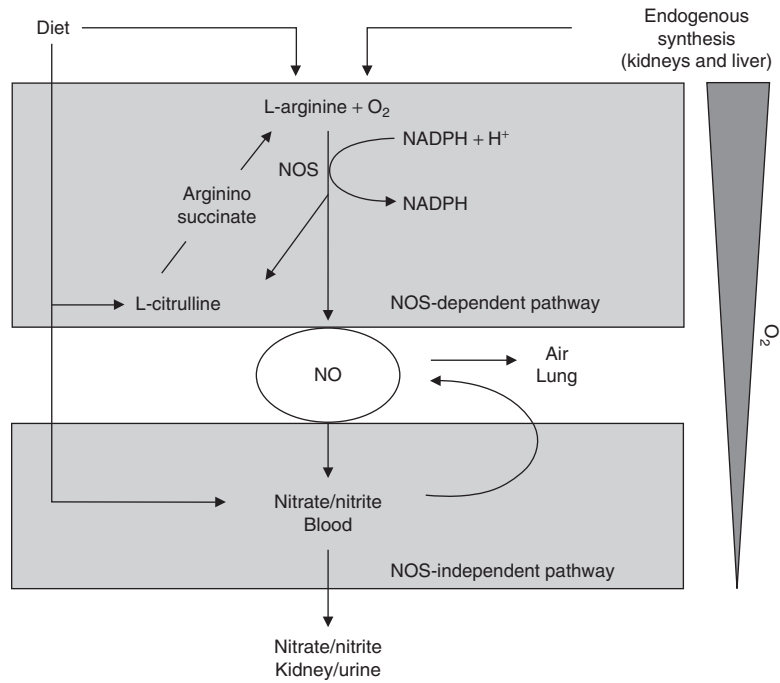 Diet
Endogenous
synthesis
(kidneys and liver)
L-arginine + O₂
NADPH + H⁺
NOS
Arginino
succinate
NADPH
L-citrulline
NOS-dependent pathway
O₂
NO
Air
Lung
Nitrate/nitrite
Blood
NOS-independent pathway
Nitrate/nitrite
Kidney/urine